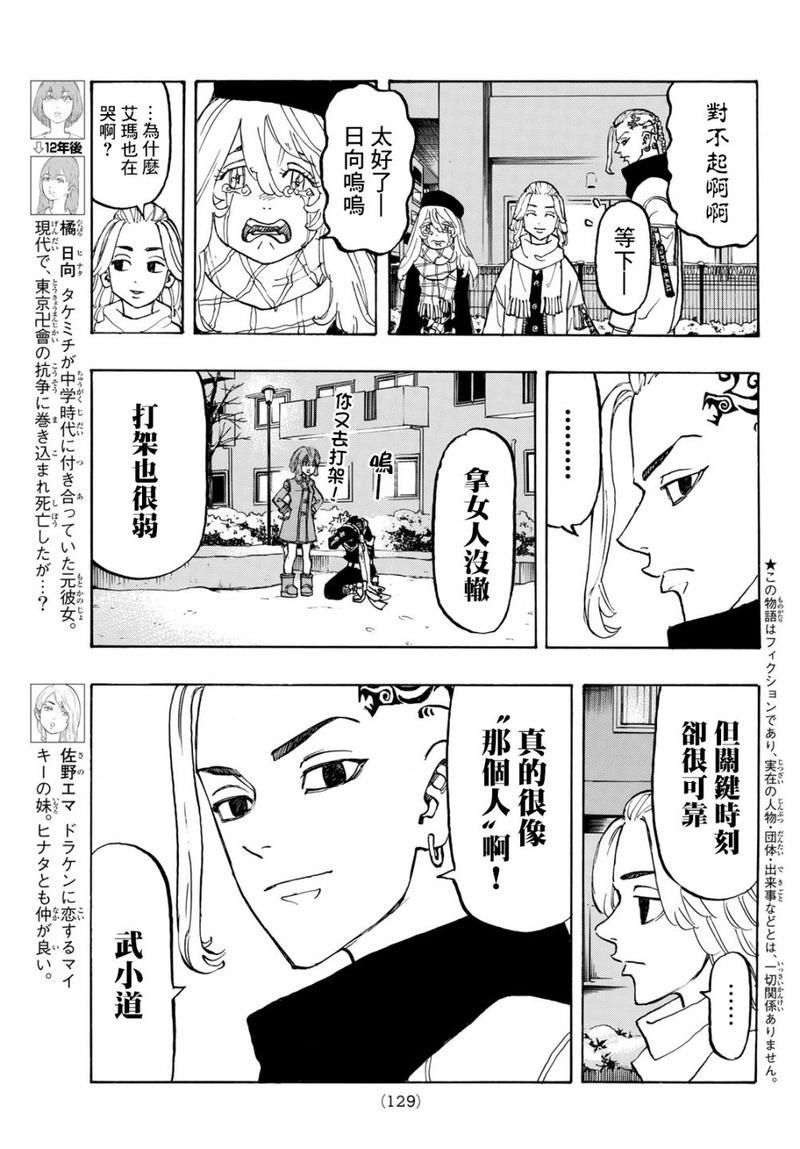 對不起啊啊
等下—
太好了—
日向嗚嗚
…為什麼
艾瑪也在
哭啊？
………
嗚—
你又去打架！
拿女人沒轍
打架也很弱
但關鍵時刻
卻很可靠
真的很像
〝那個人〟啊！
武小道
⇩12年後
橘 日向 タケミチが中学時代に付き合っていた元彼女。
現代で、東京卍會の抗争に巻き込まれ死亡したが…？
佐野エマ ドラケンに恋するマイ
キーの妹。ヒナタとも仲が良い。
★この物語はフィクションであり、実在の人物・団体・出来事などとは、一切関係ありません。
(129)